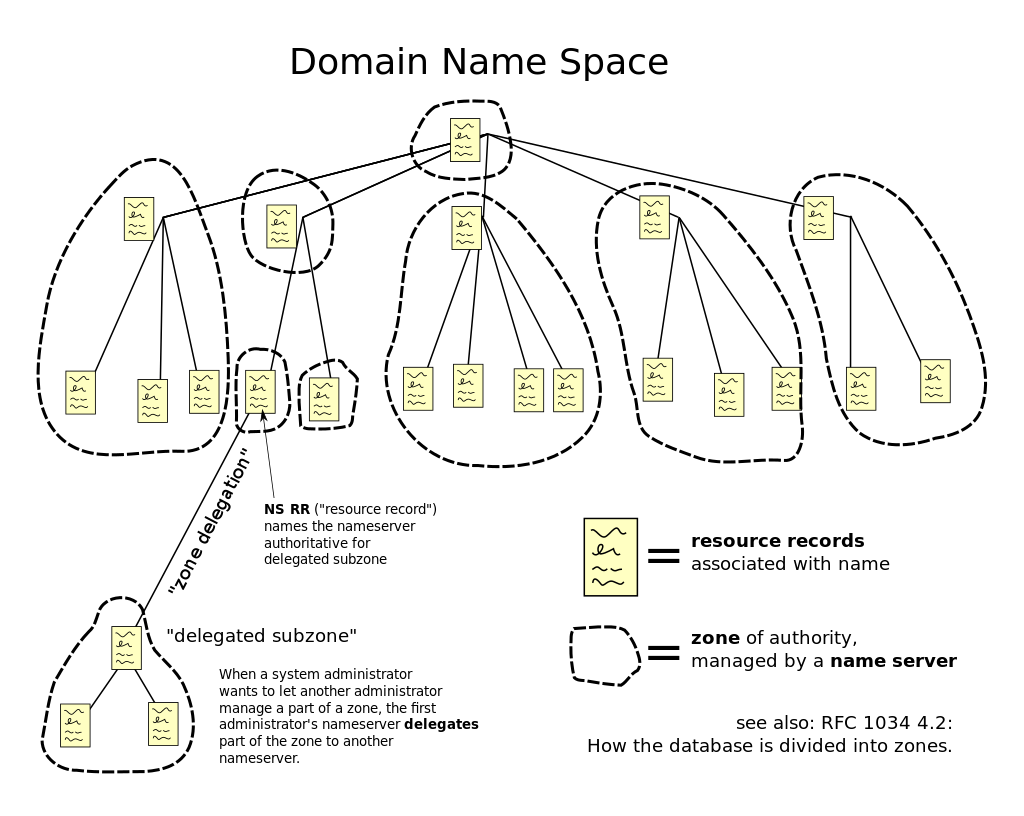 Domain Name Space
"zone delegation"
NS RR ("resource record")
names the nameserver
authoritative for
delegated subzone
resource records
associated with name
"delegated subzone"
When a system administrator
wants to let another administrator
manage a part of a zone, the first
administrator's nameserver delegates
part of the zone to another
nameserver.
zone of authority,
managed by a name server
see also: RFC 1034 4.2:
How the database is divided into zones.